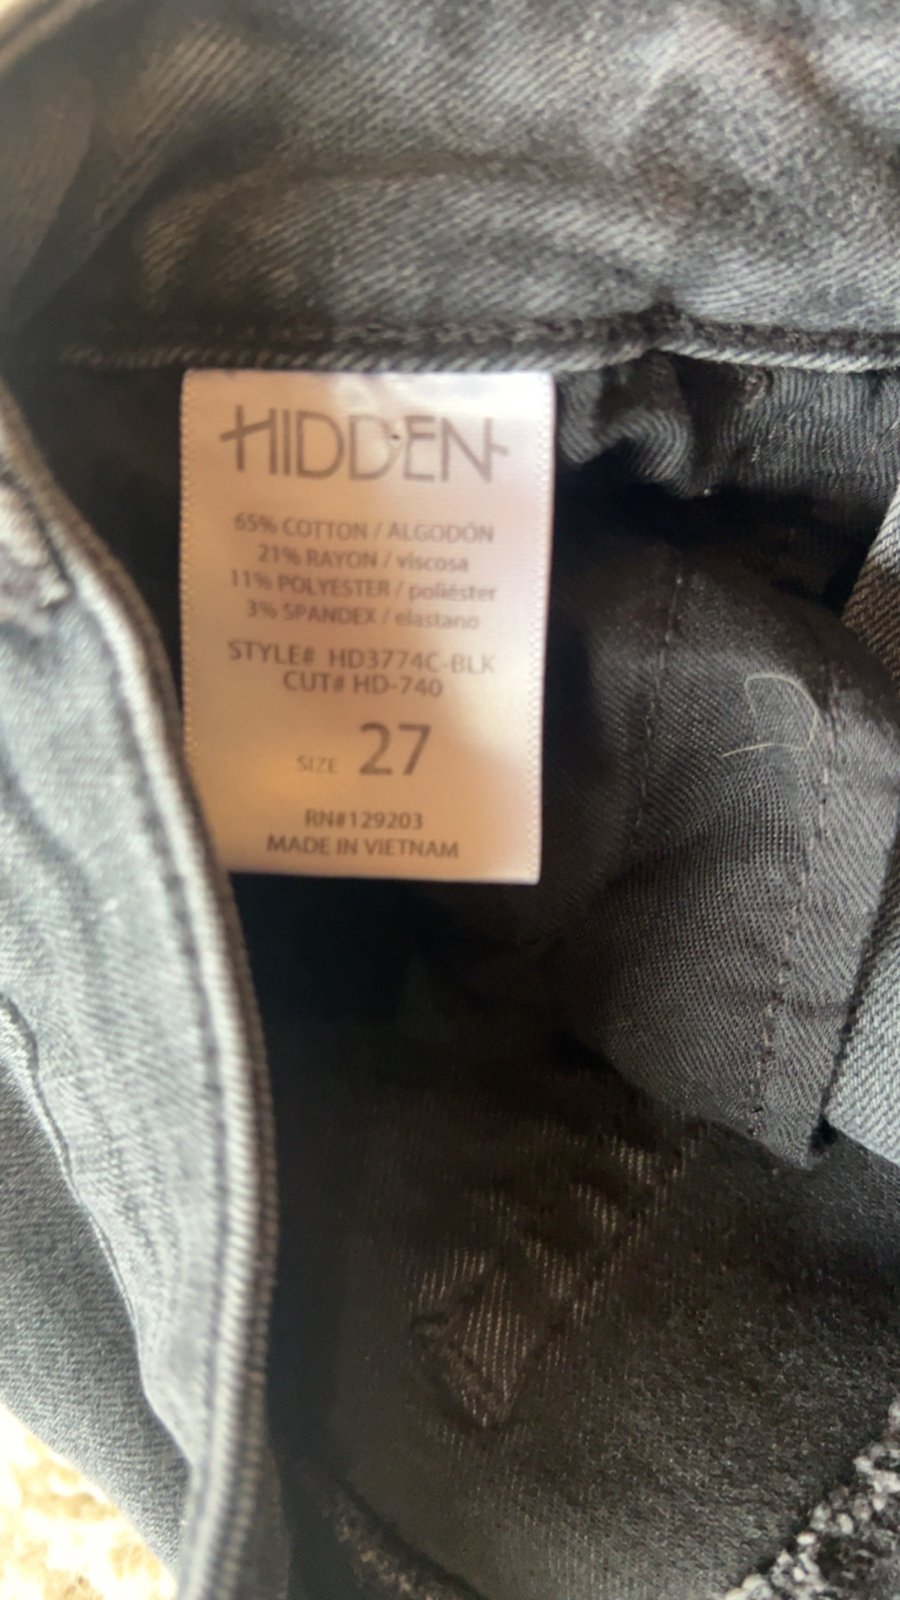 HIDDEN
65% COTTON / ALGODÓN
21% RAYON / viscosa
11% POLYESTER / poliéster
3% SPANDEX / elastano
STYLE# HD3774C-BLK
CUT# HD-740
SIZE 27
RN#129203
MADE IN VIETNAM